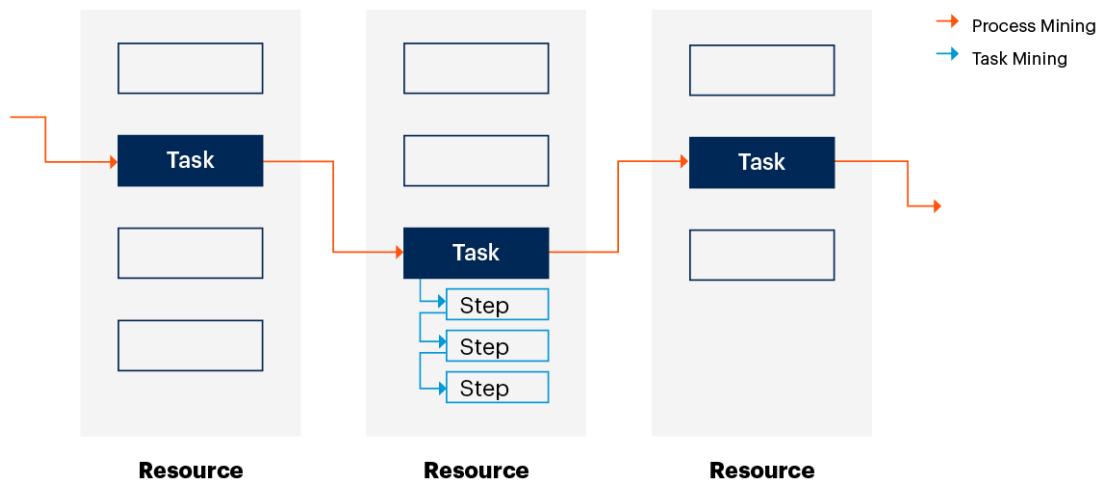 Process Mining
Task Mining
Task
Task
Task
Step
Step
Step
Resource
Resource
Resource